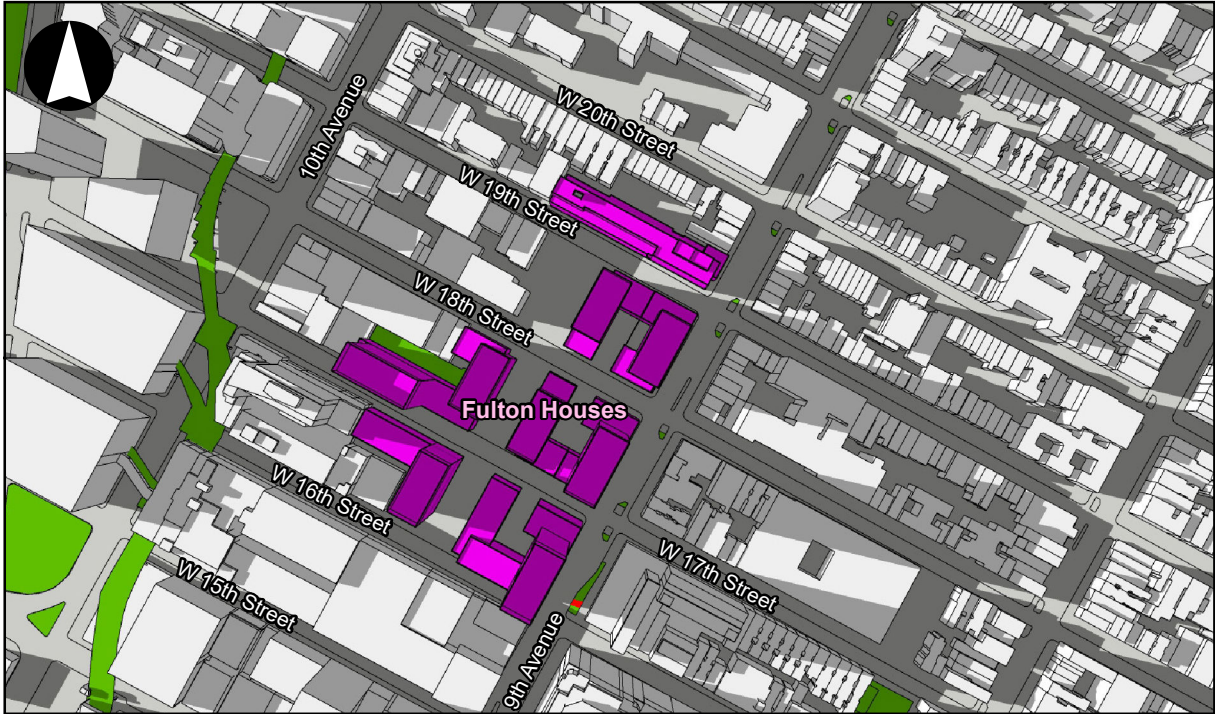 W 20th Street
10th Avenue
W 19th Street
W 18th Street
Fulton Houses
W 16th Street
W 17th Street
W 15th Street
9th Avenue